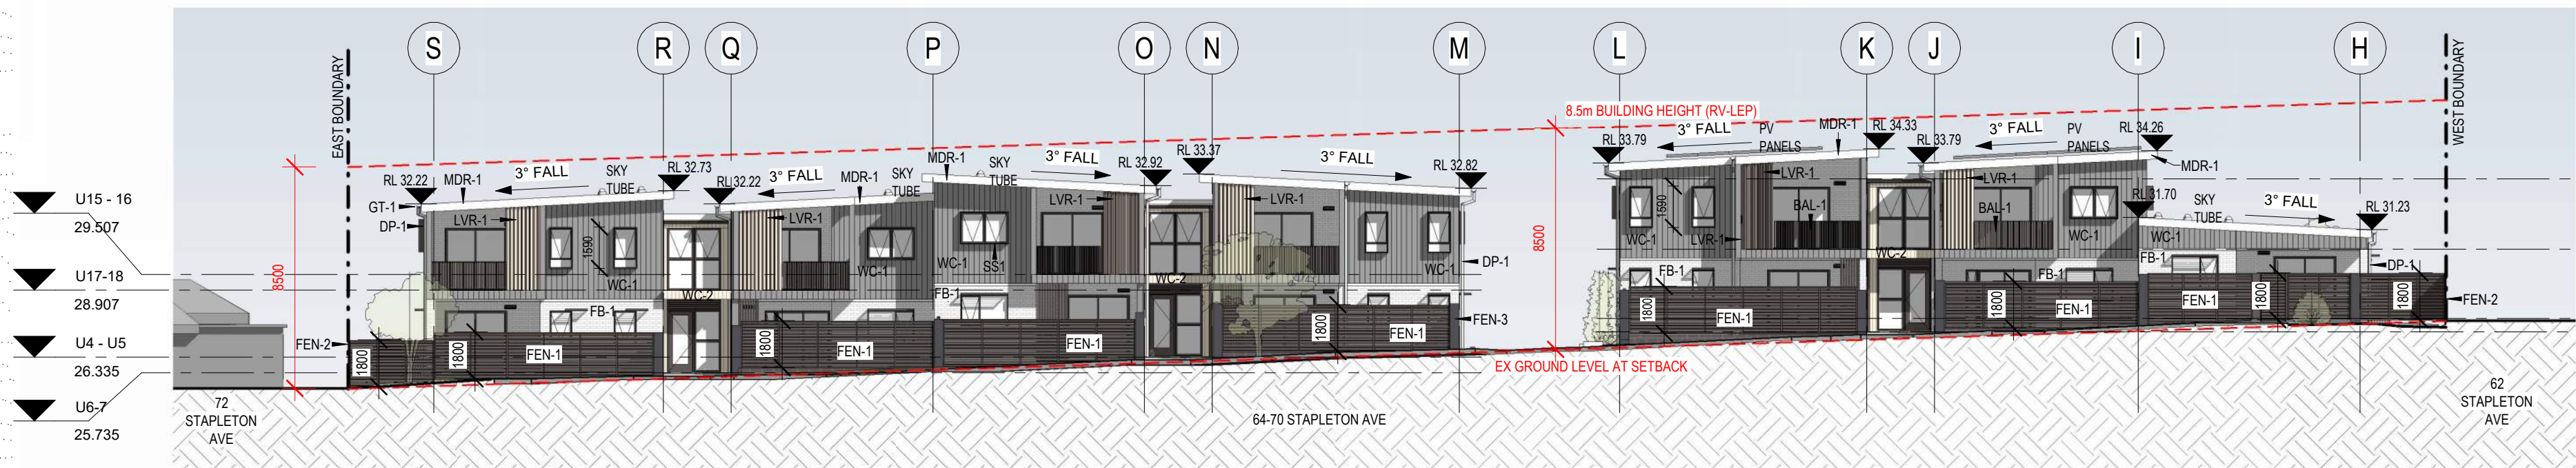 S
R
Q
P
O
N
M
L
K
J
I
H
EAST BOUNDARY
WEST BOUNDARY
8.5m BUILDING HEIGHT (RV-LEP)
RL 32.22
MDR-1
3° FALL
SKY
TUBE
RL 32.73
RL 32.22
3° FALL
MDR-1
SKY
TUBE
MDR-1
SKY
TUBE
3° FALL
RL 32.92
RL 33.37
3° FALL
RL 32.82
RL 33.79
3° FALL
PV
PANELS
MDR-1
RL 34.33
RL 33.79
3° FALL
PV
PANELS
RL 34.26
MDR-1
RL 31.70
SKY
TUBE
3° FALL
RL 31.23
U15 - 16
29.507
U17-18
28.907
U4 - U5
26.335
U6-7
25.735
8500
8500
GT-1
DP-1
LVR-1
1590
WC-1
FB-1
WC-2
LVR-1
WC-1
WC-1
SS1
FB-1
LVR-1
WC-2
LVR-1
WC-1
DP-1
FEN-3
WC-1
1590
LVR-1
LVR-1
BAL-1
FB-1
WC-2
LVR-1
BAL-1
WC-1
FB-1
WC-1
FB-1
DP-1
FEN-2
FEN-2
1800
1800
FEN-1
1800
FEN-1
FEN-1
1800
FEN-1
1800
FEN-1
1800
FEN-1
FEN-1
1800
1800
EX GROUND LEVEL AT SETBACK
72
STAPLETON
AVE
64-70 STAPLETON AVE
62
STAPLETON
AVE